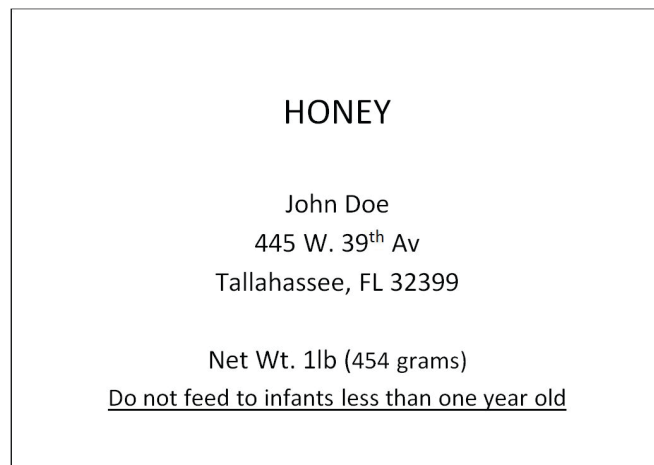 HONEY
John Doe
445 W. 39th Av
Tallahassee, FL 32399
Net Wt. 1lb (454 grams)
Do not feed to infants less than one year old